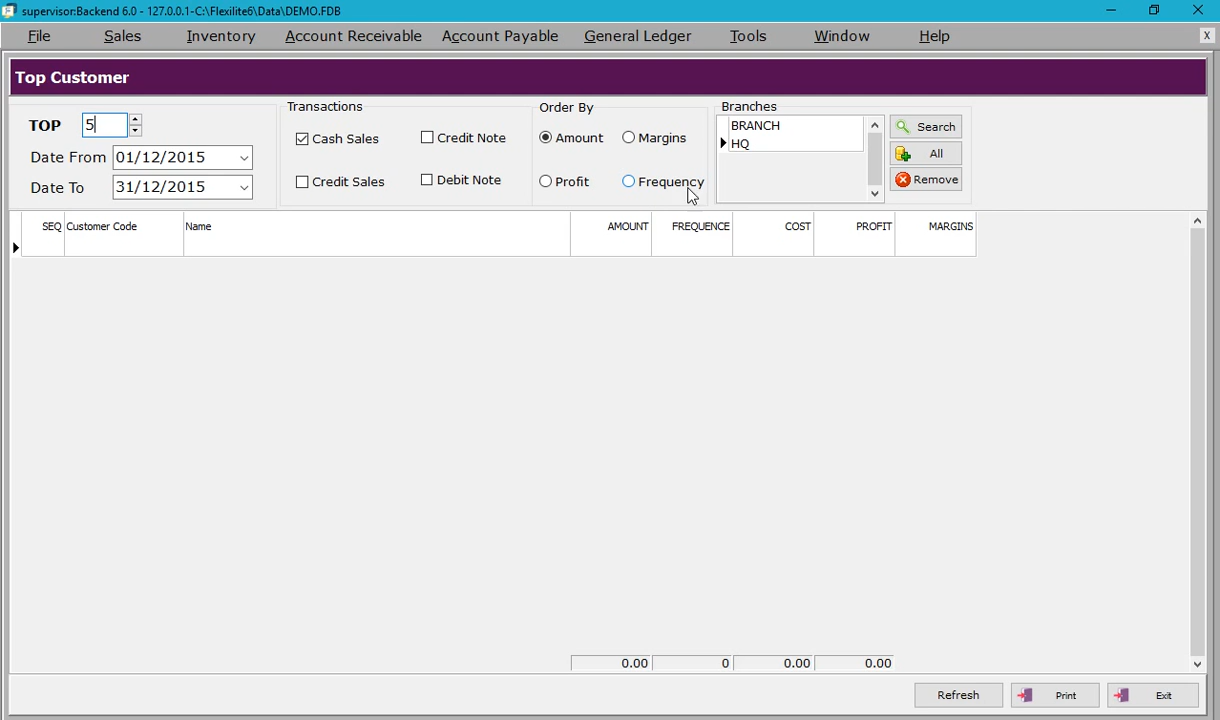 supervisor:Backend 6.0 - 127.0.0.1-C:\Flexilite6\Data\DEMO.FDB
File Sales Inventory Account Receivable Account Payable General Ledger Tools Window Help X
Top Customer
TOP 5
Date From 01/12/2015
Date To 31/12/2015
Transactions
Cash Sales Credit Note
Credit Sales Debit Note
Order By
Amount Margins
Profit Frequency
Branches
BRANCH
HQ
Search
All
Remove
SEQ Customer Code Name AMOUNT FREQUENCE COST PROFIT MARGINS
0.00 0 0.00 0.00
Refresh Print Exit